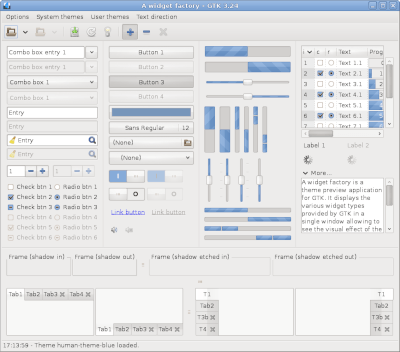 A widget factory - GTK 3.24
Options System themes User themes Text direction
Combo box entry 1
Combo box entry 2
Combo box 1
Combo box 2
Entry
Entry
Entry
Entry
1
1
Check btn 1 Radio btn 1
Check btn 2 Radio btn 2
Check btn 3 Radio btn 3
Check btn 4 Radio btn 4
Check btn 5 Radio btn 5
Check btn 6 Radio btn 6
Button 1
Button 2
Button 3
Button 4
Sans Regular 12
(None)
(None)
Link button Link button
Text Prog
1 Text 1.1
2 Text 2.1
3 Text 3.1
4 Text 4.1
5 Text 5.1
6 Text 6.1
7 Text 7.1
Label 1 Label 2
More...
A widget factory is a
theme preview application
for GTK. It displays the
various widget types
provided by GTK in a
single window allowing to
see the visual effect of the
Frame (shadow in) Frame (shadow out) Frame (shadow etched in) Frame (shadow etched out)
Tab1 Tab2 Tab3 Tab4
Tab1 Tab2 Tab3 Tab4
T1
Tab2
T3b
T4
T1
Tab2
T3b
T4
17:13:59 - Theme human-theme-blue loaded.